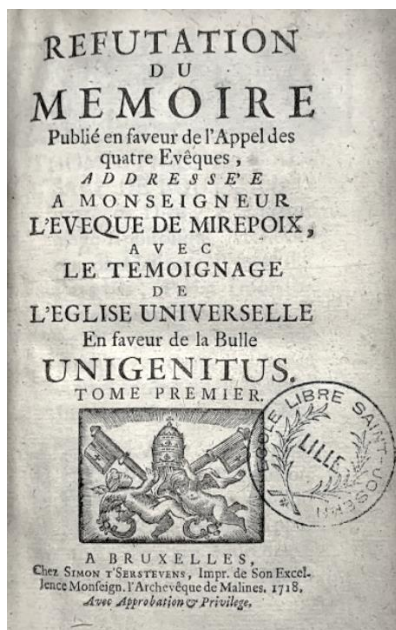 REFUTATION
DU
MEMOIRE
Publié en faveur de l'Appel des
quatre Evêques,
ADDRESSE'E
A MONSEIGNEUR
L'EVEQUE DE MIREPOIX,
AVEC
LE TEMOIGNAGE
DE
L'EGLISE UNIVERSELLE
En faveur de la Bulle
UNIGENITUS.
TOME PREMIER.
ECOLE LIBRE SAINT-JOSEPH
LILLE
A BRUXELLES,
Chez SIMON T'SERSTEVENS, Impr. de Son Excel-
lence Monseign. l'Archevêque de Malines. 1718.
Avec Approbation & Privilege.